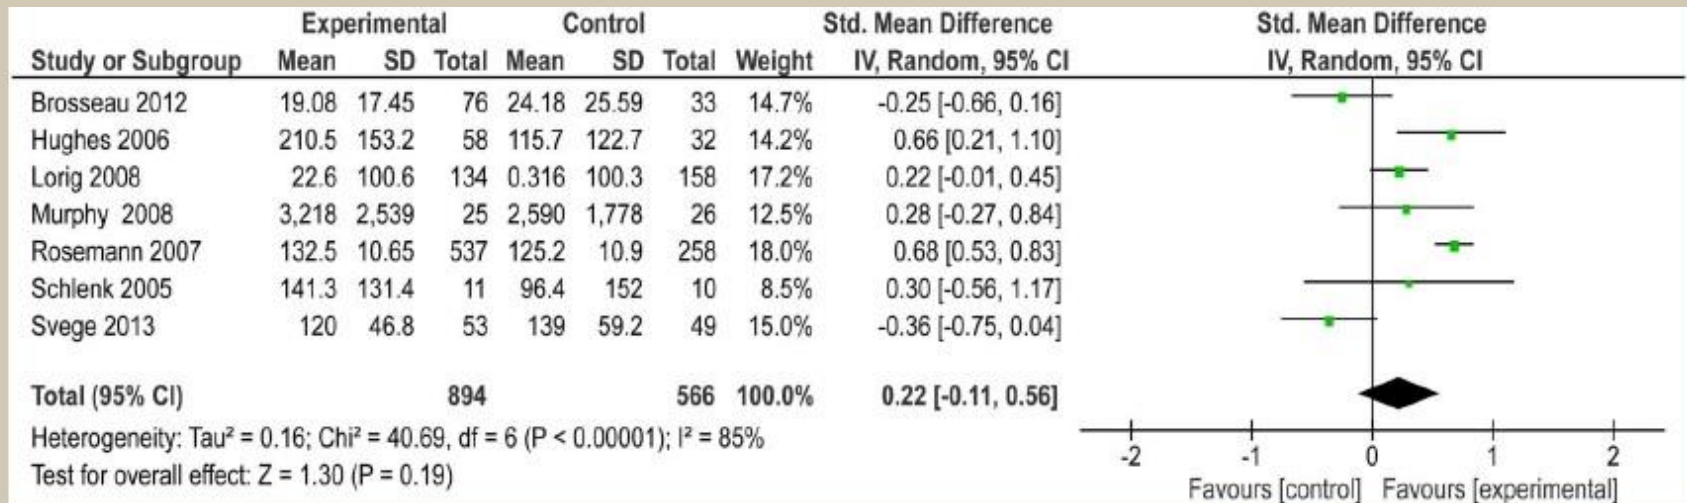 Experimental Control Std. Mean Difference Std. Mean Difference
Study or Subgroup Mean SD Total Mean SD Total Weight IV, Random, 95% CI IV, Random, 95% CI
Brosseau 2012 19.08 17.45 76 24.18 25.59 33 14.7% -0.25 [-0.66, 0.16]
Hughes 2006 210.5 153.2 58 115.7 122.7 32 14.2% 0.66 [0.21, 1.10]
Lorig 2008 22.6 100.6 134 0.316 100.3 158 17.2% 0.22 [-0.01, 0.45]
Murphy 2008 3,218 2,539 25 2,590 1,778 26 12.5% 0.28 [-0.27, 0.84]
Rosemann 2007 132.5 10.65 537 125.2 10.9 258 18.0% 0.68 [0.53, 0.83]
Schlenk 2005 141.3 131.4 11 96.4 152 10 8.5% 0.30 [-0.56, 1.17]
Svege 2013 120 46.8 53 139 59.2 49 15.0% -0.36 [-0.75, 0.04]
Total (95% CI) 894 566 100.0% 0.22 [-0.11, 0.56]
Heterogeneity: Tau² = 0.16; Chi² = 40.69, df = 6 (P < 0.00001); I² = 85%
Test for overall effect: Z = 1.30 (P = 0.19)
-2 -1 0 1 2
Favours [control] Favours [experimental]